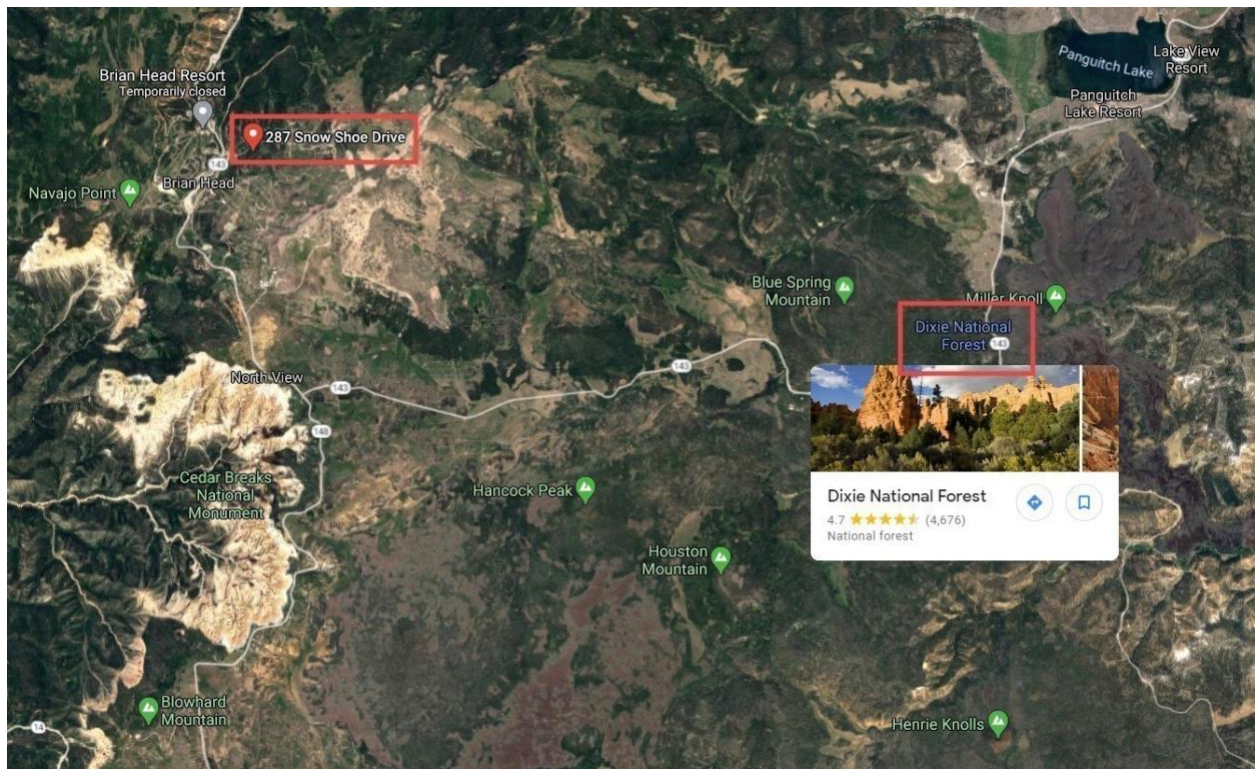 Brian Head Resort
Temporarily closed
287 Snow Shoe Drive
143
Brian Head
Navajo Point
Panguitch Lake
Lake View
Resort
Panguitch
Lake Resort
Blue Spring
Mountain
Miller Knoll
Dixie National
Forest
143
143
North View
143
148
Cedar Breaks
National
Monument
Hancock Peak
Houston
Mountain
Dixie National Forest
4.7 (4,676)
National forest
Blowhard
Mountain
14
Henrie Knolls